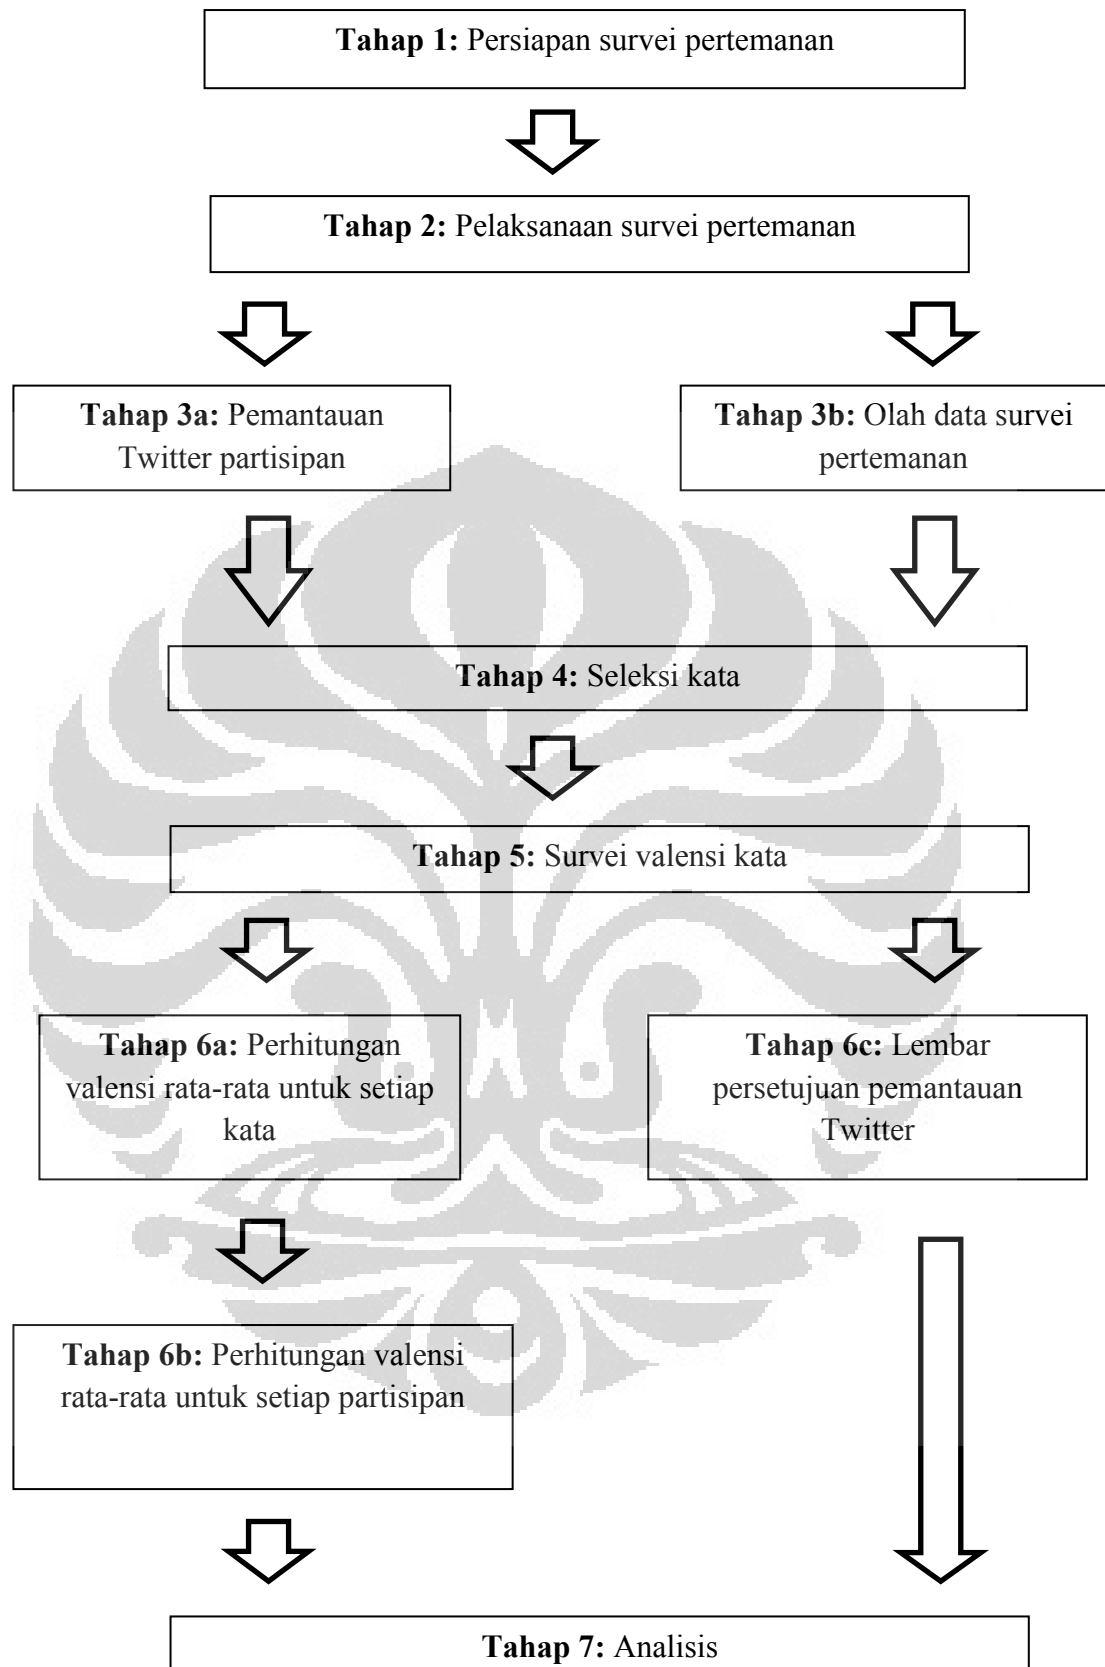 Tahap 1: Persiapan survei pertemanan
Tahap 2: Pelaksanaan survei pertemanan
Tahap 3a: Pemantauan
Twitter partisipan
Tahap 3b: Olah data survei
pertemanan
Tahap 4: Seleksi kata
Tahap 5: Survei valensi kata
Tahap 6a: Perhitungan
valensi rata-rata untuk setiap
kata
Tahap 6c: Lembar
persetujuan pemantauan
Twitter
Tahap 6b: Perhitungan valensi
rata-rata untuk setiap partisipan
Tahap 7: Analisis